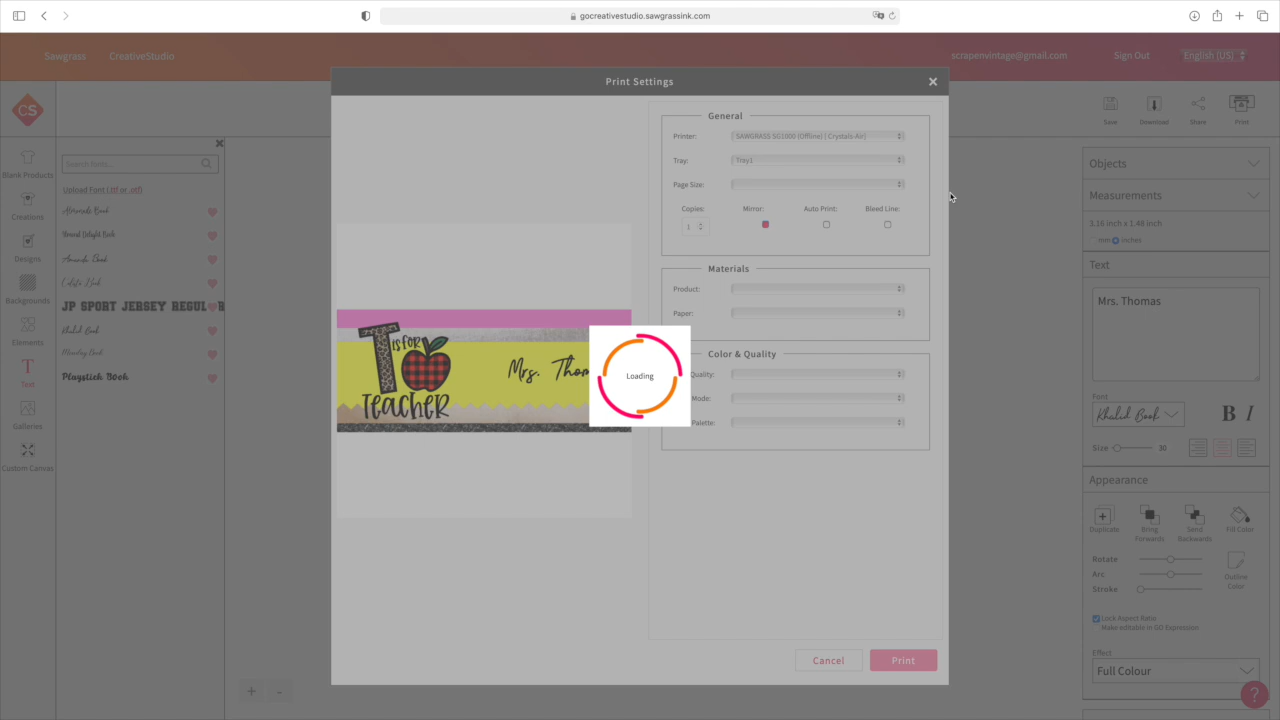 gocreativestudio.sawgrassink.com
Sawgrass
CreativeStudio
scrapenvintage@gmail.com
Sign Out
English (US)
Print Settings
CS
Save
Download
Share
Print
Blank Products
Creations
Designs
Backgrounds
Elements
Text
Galleries
Custom Canvas
Search fonts...
Upload Font (.ttf or .otf)
JP SPORT JERSEY REGULAR
Khalid Book
Monday Book
Playstick Book
T IS FOR
TEACHER
Mrs. Thom
Loading
General
Printer:
SAWGRASS SG1000 (Offline) | Crystalo Air)
Tray:
Tray1
Page Size:
Copies:
Mirror:
Auto Print:
Bleed Line:
1
Materials
Product:
Paper:
Color & Quality
Quality:
Mode:
Palette:
Cancel
Print
Objects
Measurements
3.16 inch x 1.48 inch
mm
inches
Text
Mrs. Thomas
Font
Khalid Book
B I
Size
30
Appearance
Duplicate
Bring Forwards
Send Backwards
Fill Color
Rotate
Arc
Stroke
Outline Color
Lock Aspect Ratio
Make editable in GO Expression
Effect
Full Colour
+
-
?